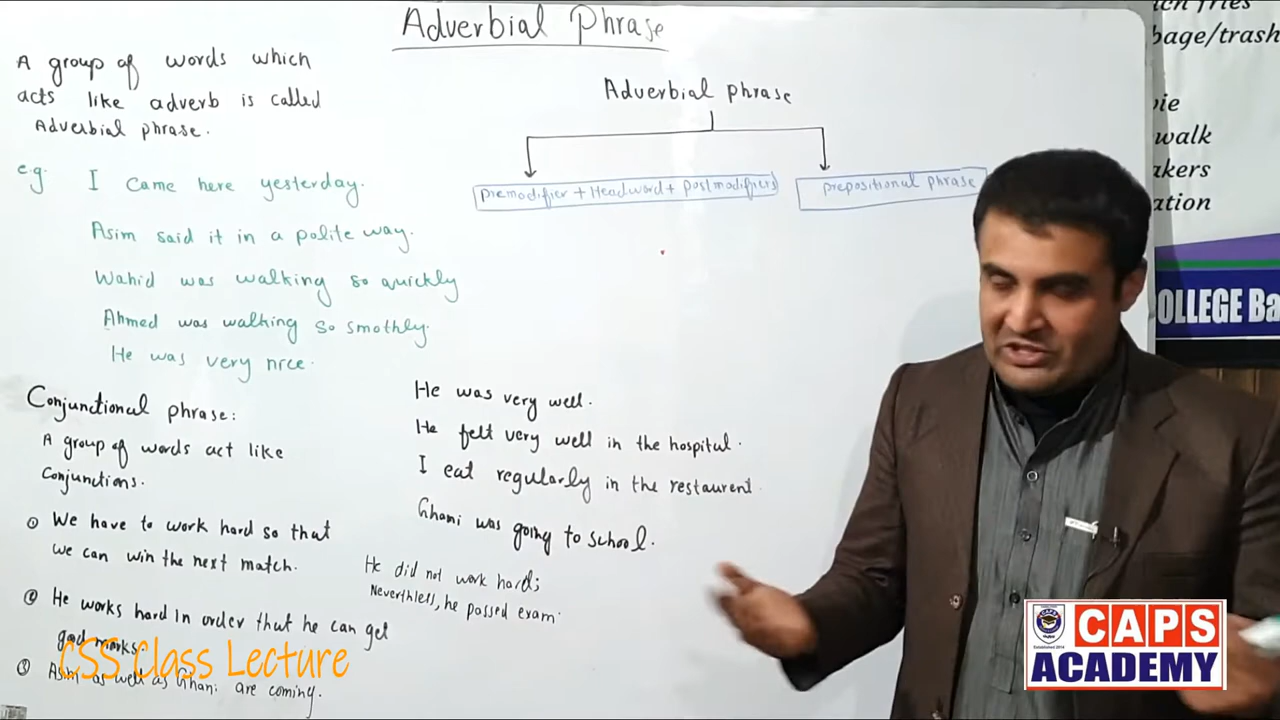 Adverbial Phrase
A group of words which
acts like adverb is called
Adverbial phrase.
e.g. I came here yesterday.
Asim said it in a polite way.
Wahid was walking so quickly
Ahmed was walking so smothly.
He was very nice.
Adverbial phrase
premodifier + Headword + postmodifiers
prepositional phrase
Conjunctional phrase:
A group of words act like
Conjunctions.
① We have to work hard so that
we can win the next match.
② He works hard in order that he can get
good marks.
③ Asim as well as Ghani are coming.
He was very well.
He felt very well in the hospital.
I eat regularly in the restaurent.
Ghani was going to school.
He did not work hard;
Neverthless, he passed exam.
CSS Class Lecture
bage/trash
walk
COLLEGE Ba
CAPS
ACADEMY